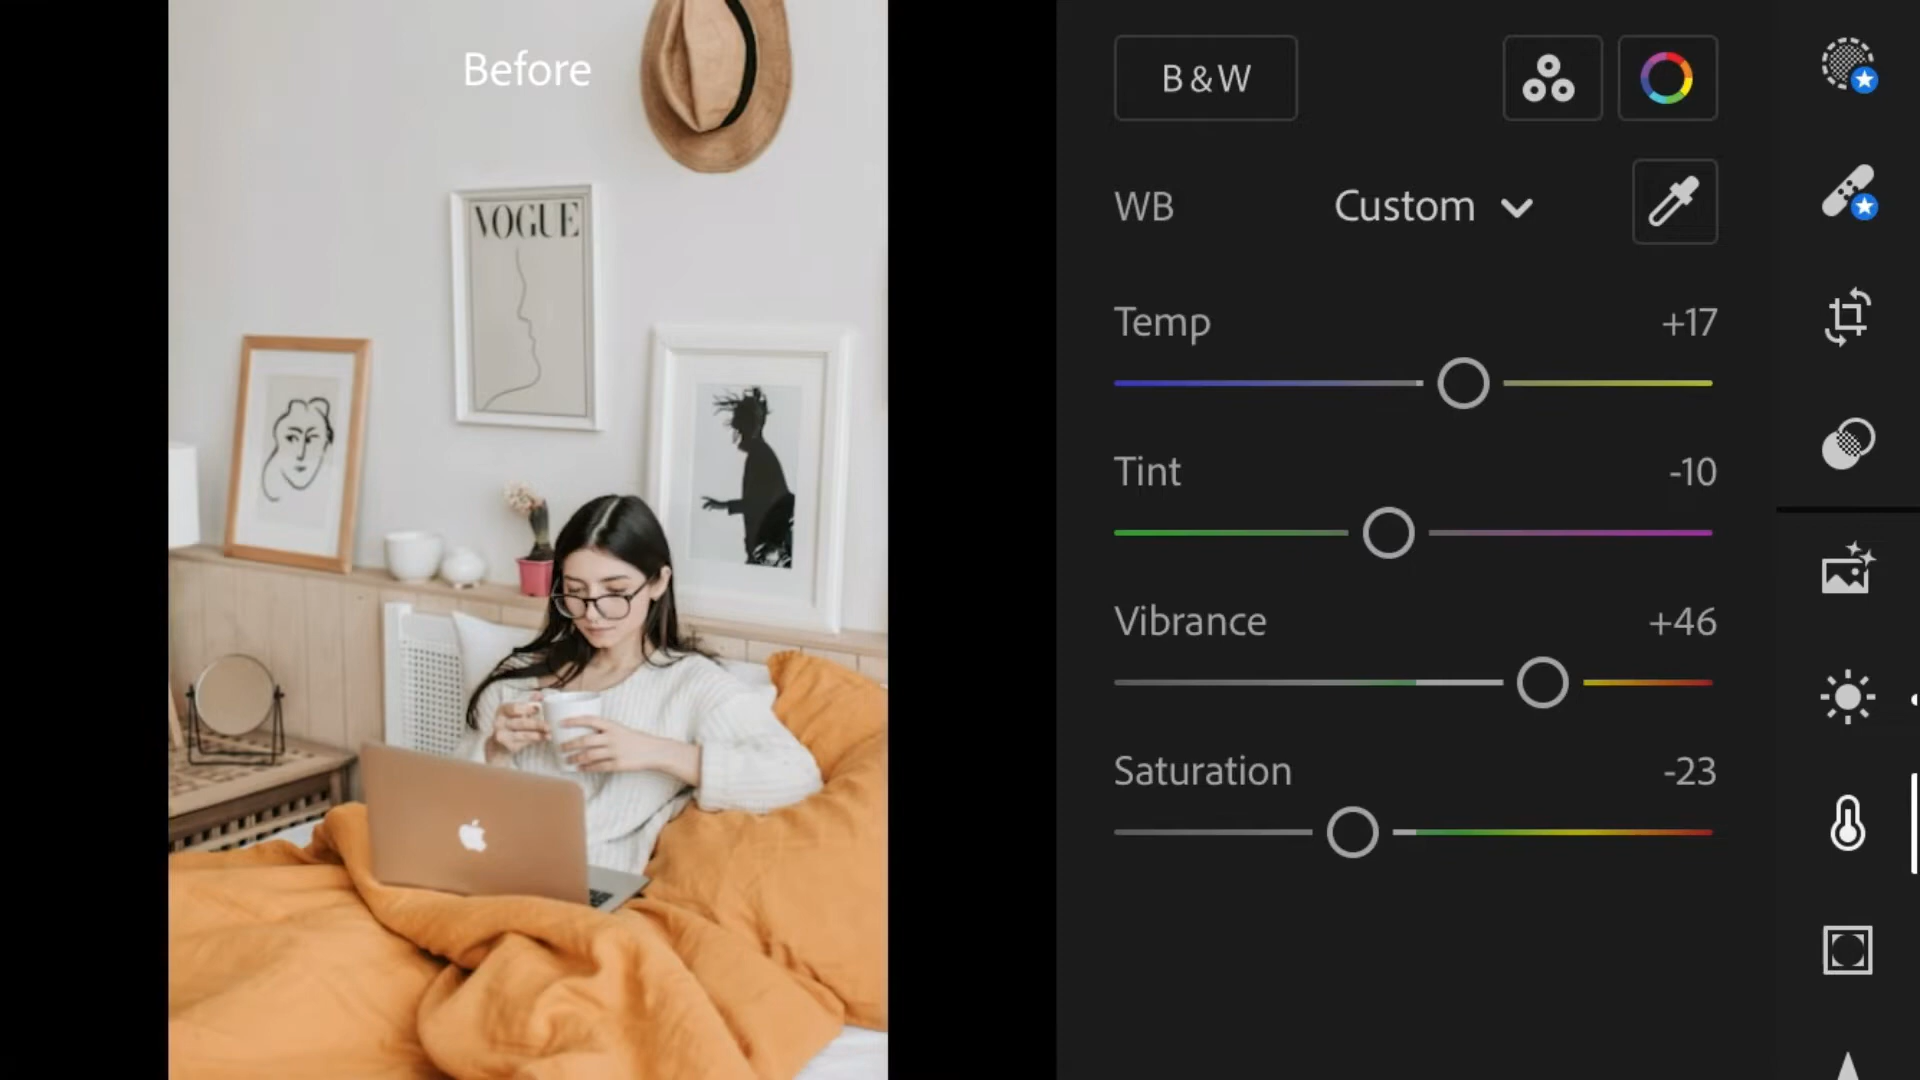 Before
VOGUE
B & W
WB Custom
Temp +17
Tint -10
Vibrance +46
Saturation -23